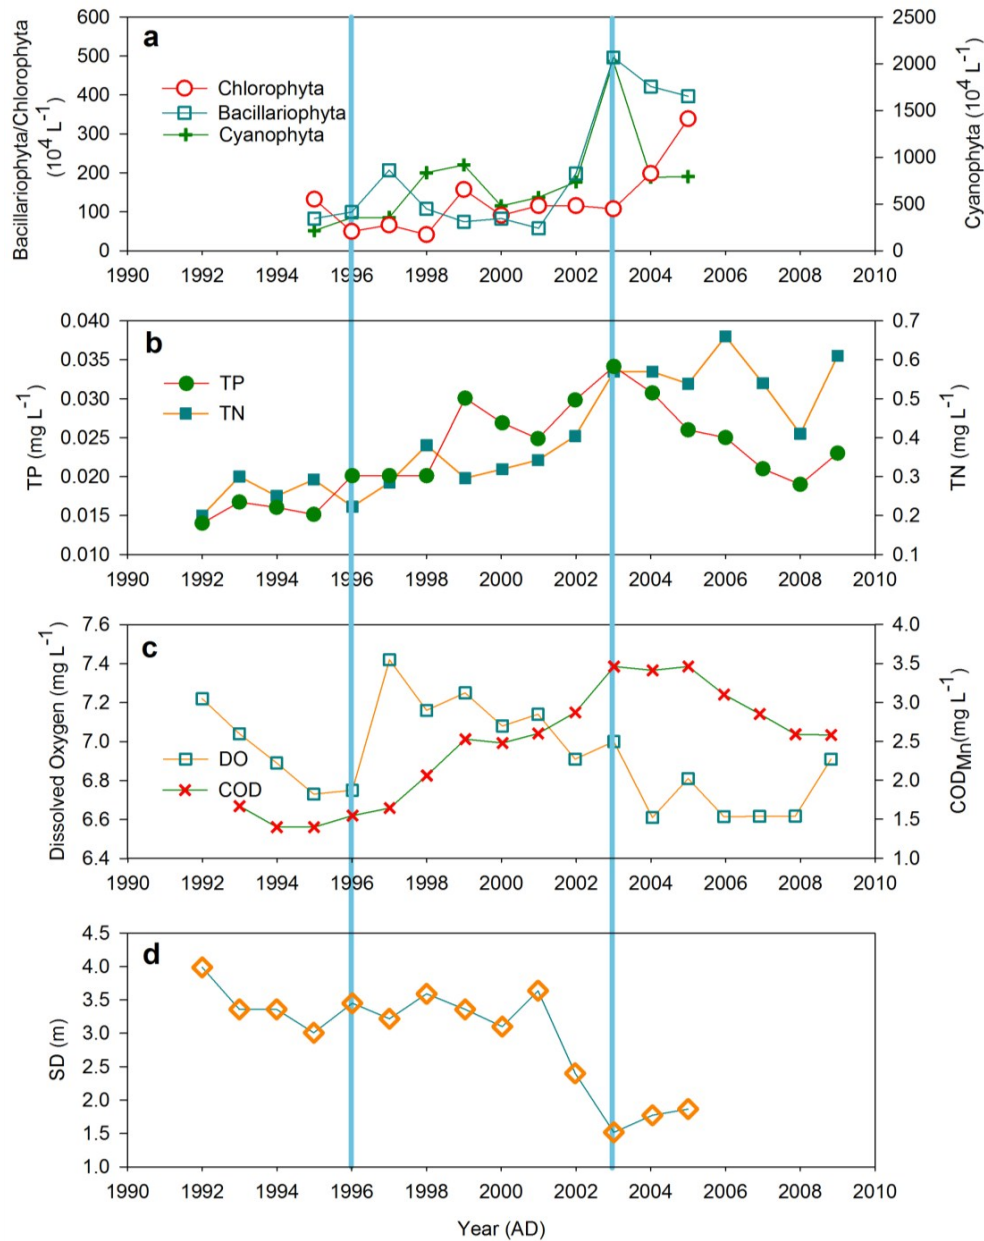 a
Bacillariophyta/Chlorophyta
(10⁴ L⁻¹)
600
500
400
300
200
100
0
Chlorophyta
Bacillariophyta
Cyanophyta
2500
2000
1500
1000
500
0
Cyanophyta (10⁴ L⁻¹)
1990 1992 1994 1996 1998 2000 2002 2004 2006 2008 2010
b
TP (mg L⁻¹)
0.040
0.035
0.030
0.025
0.020
0.015
0.010
TP
TN
0.7
0.6
0.5
0.4
0.3
0.2
0.1
TN (mg L⁻¹)
1990 1992 1994 1996 1998 2000 2002 2004 2006 2008 2010
c
Dissolved Oxygen (mg L⁻¹)
7.6
7.4
7.2
7.0
6.8
6.6
6.4
DO
COD
4.0
3.5
3.0
2.5
2.0
1.5
1.0
COD_Mn(mg L⁻¹)
1990 1992 1994 1996 1998 2000 2002 2004 2006 2008 2010
d
SD (m)
4.5
4.0
3.5
3.0
2.5
2.0
1.5
1.0
1990 1992 1994 1996 1998 2000 2002 2004 2006 2008 2010
Year (AD)